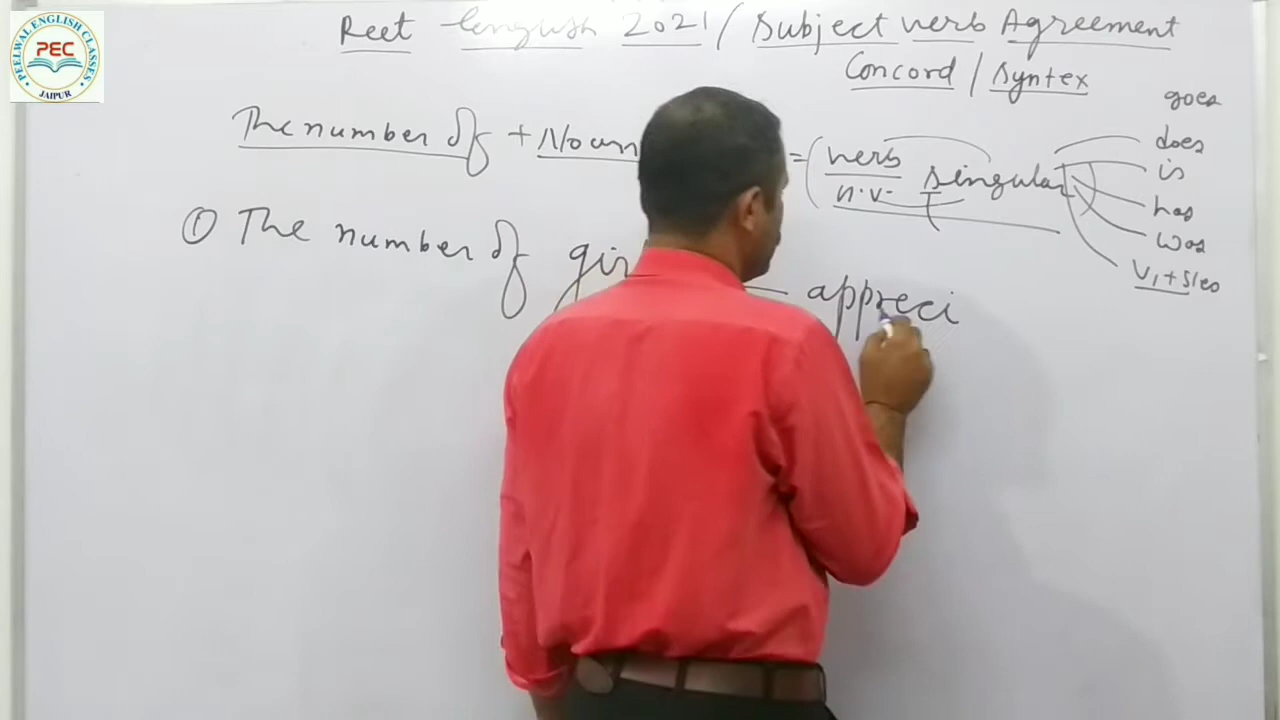 PEELWAL ENGLISH CLASSES,
PEC
JAIPUR
Reet English 2021 / Subject verb Agreement
Concord / Syntex
goes
The number of + Noun = (verb singular
h.v.
does
is
has
was
V1 + s/es
① The number of gir — appreci